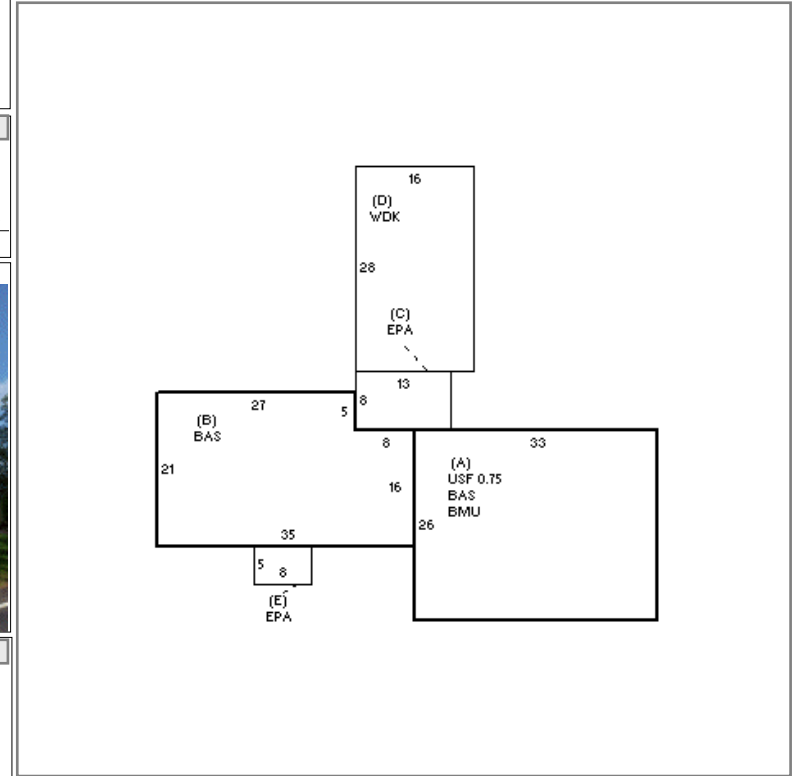 16
(D)
WDK
28
(C)
EPA
13
8
27
5
(B)
BAS
8
33
(A)
USF 0.75
BAS
BMU
21
16
26
35
5
8
(E)
EPA